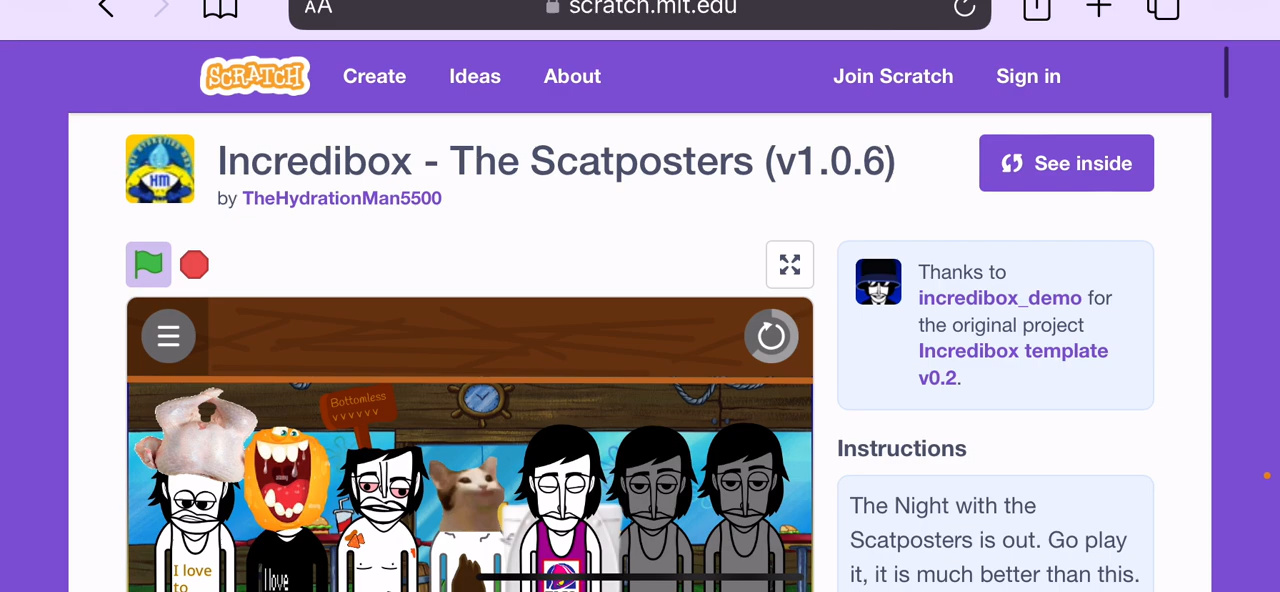 AA scratch.mit.edu
SCRATCH Create Ideas About Join Scratch Sign in
Incredibox - The Scatposters (v1.0.6)
by TheHydrationMan5500
See inside
HM
Thanks to
incredibox_demo for
the original project
Incredibox template
v0.2.
Bottomless
Instructions
The Night with the
Scatposters is out. Go play
it, it is much better than this.
I love
to
I love